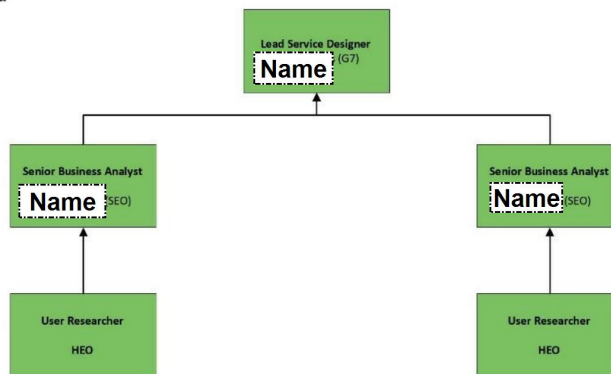 Lead Service Designer
Name (G7)
Senior Business Analyst
Name (SEO)
Senior Business Analyst
Name (SEO)
User Researcher
HEO
User Researcher
HEO